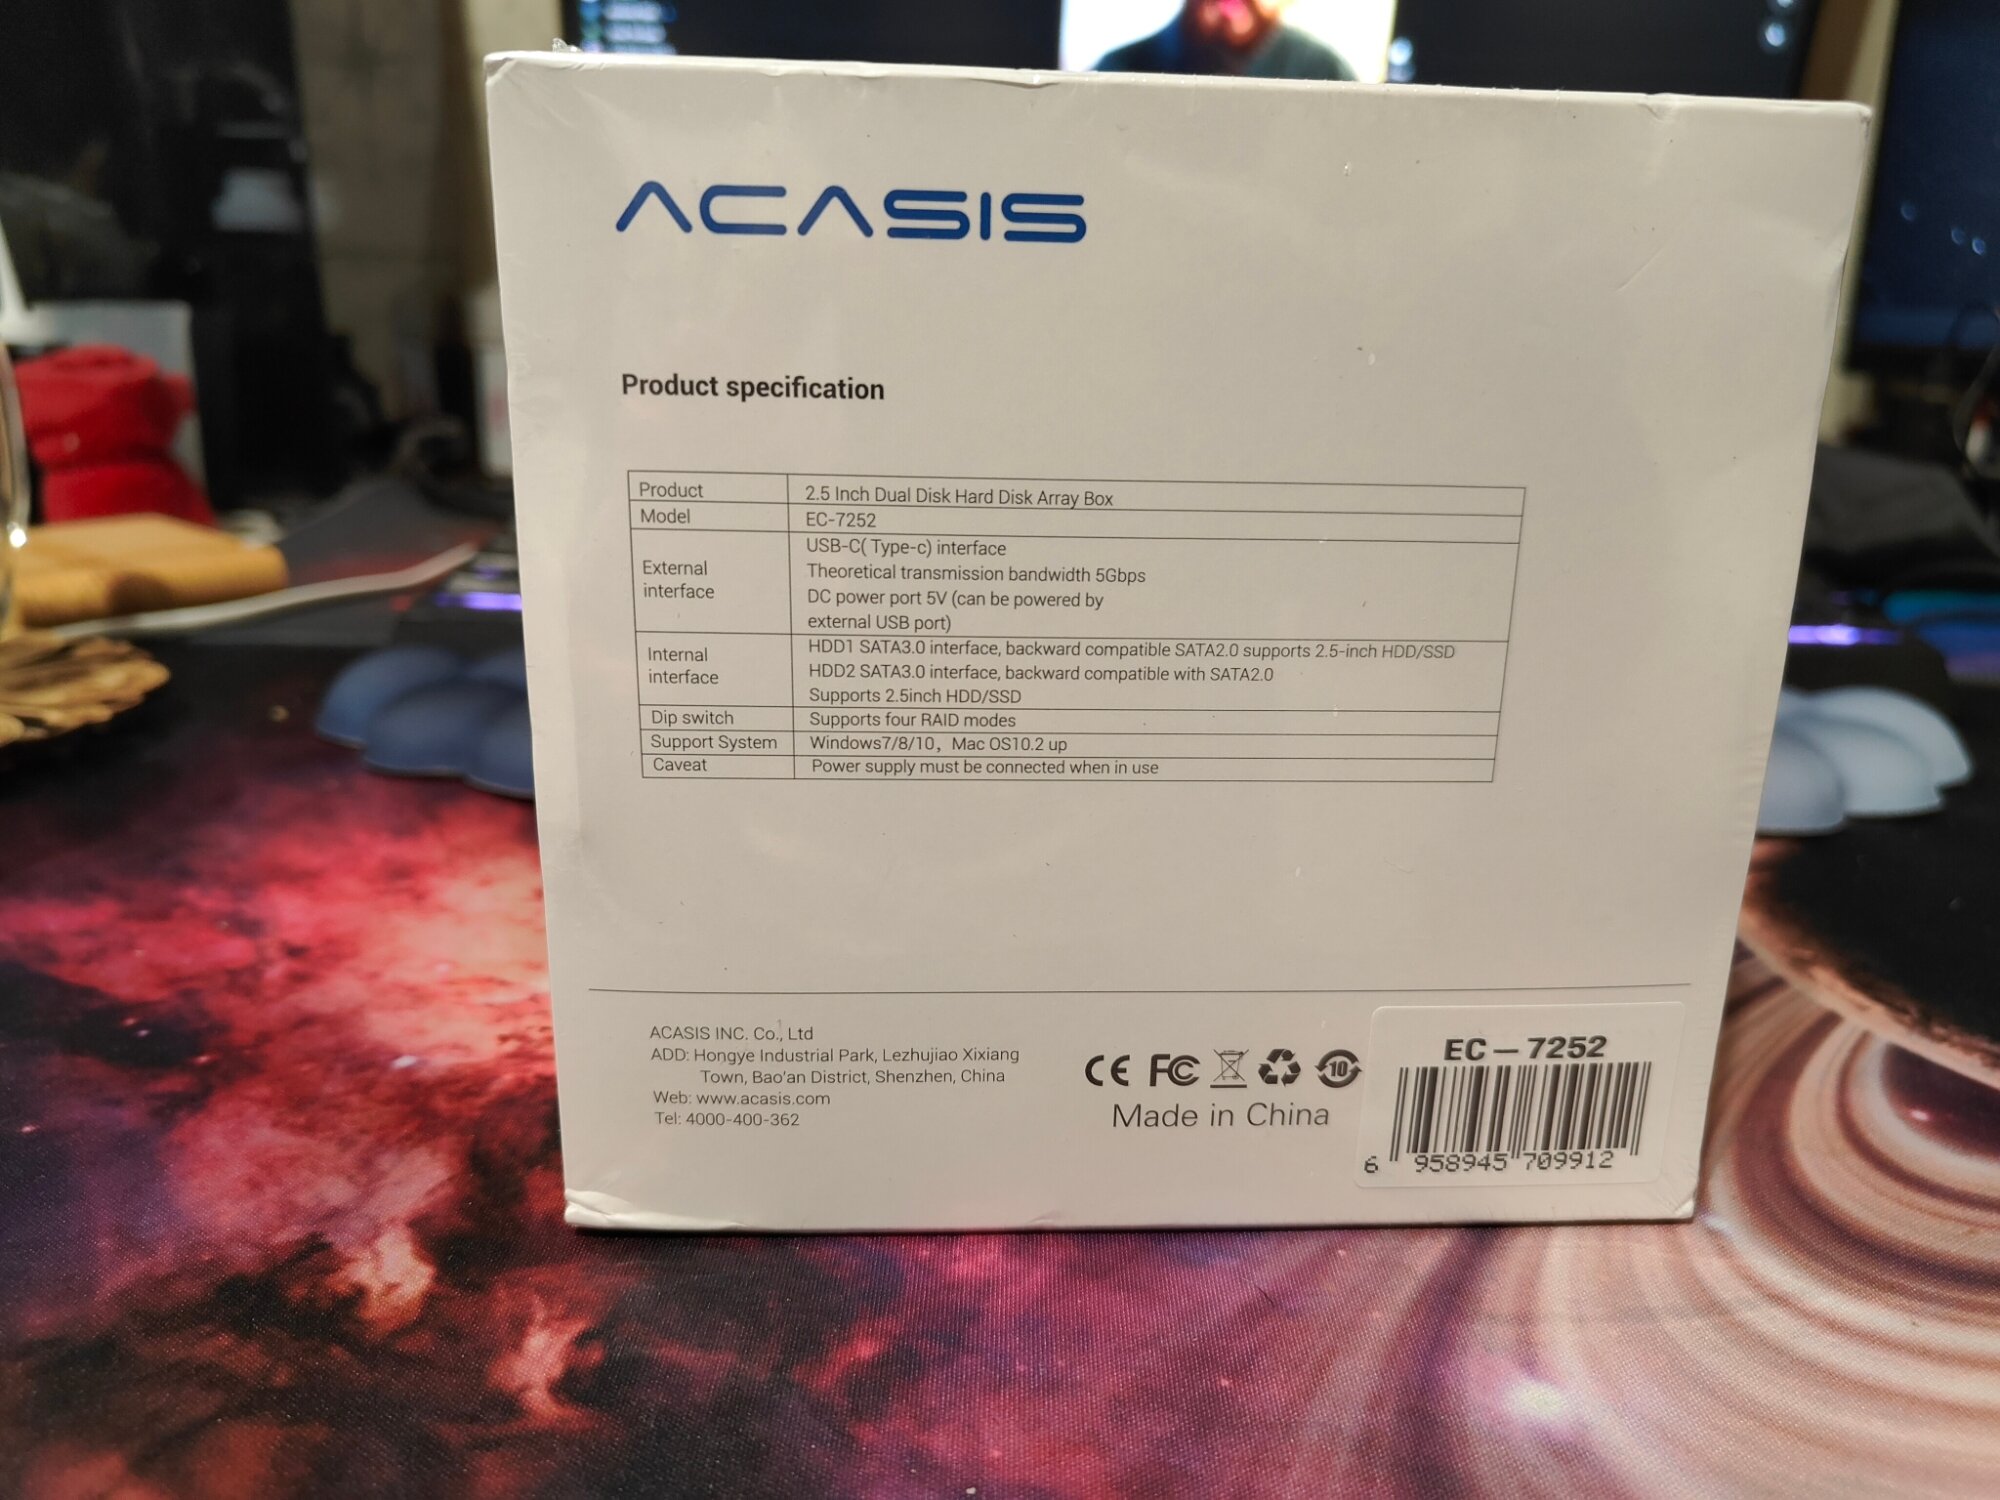 ACASIS
Product specification
Product 2.5 Inch Dual Disk Hard Disk Array Box
Model EC-7252
External interface
USB-C( Type-c) interface
Theoretical transmission bandwidth 5Gbps
DC power port 5V (can be powered by
external USB port)
Internal interface
HDD1 SATA3.0 interface, backward compatible SATA2.0 supports 2.5-inch HDD/SSD
HDD2 SATA3.0 interface, backward compatible with SATA2.0
Supports 2.5inch HDD/SSD
Dip switch Supports four RAID modes
Support System Windows7/8/10, Mac OS10.2 up
Caveat Power supply must be connected when in use
ACASIS INC. Co., Ltd
ADD: Hongye Industrial Park, Lezhujiao Xixiang
Town, Bao'an District, Shenzhen, China
Web: www.acasis.com
Tel: 4000-400-362
CE FC 10
Made in China
EC-7252
6 958945 709912